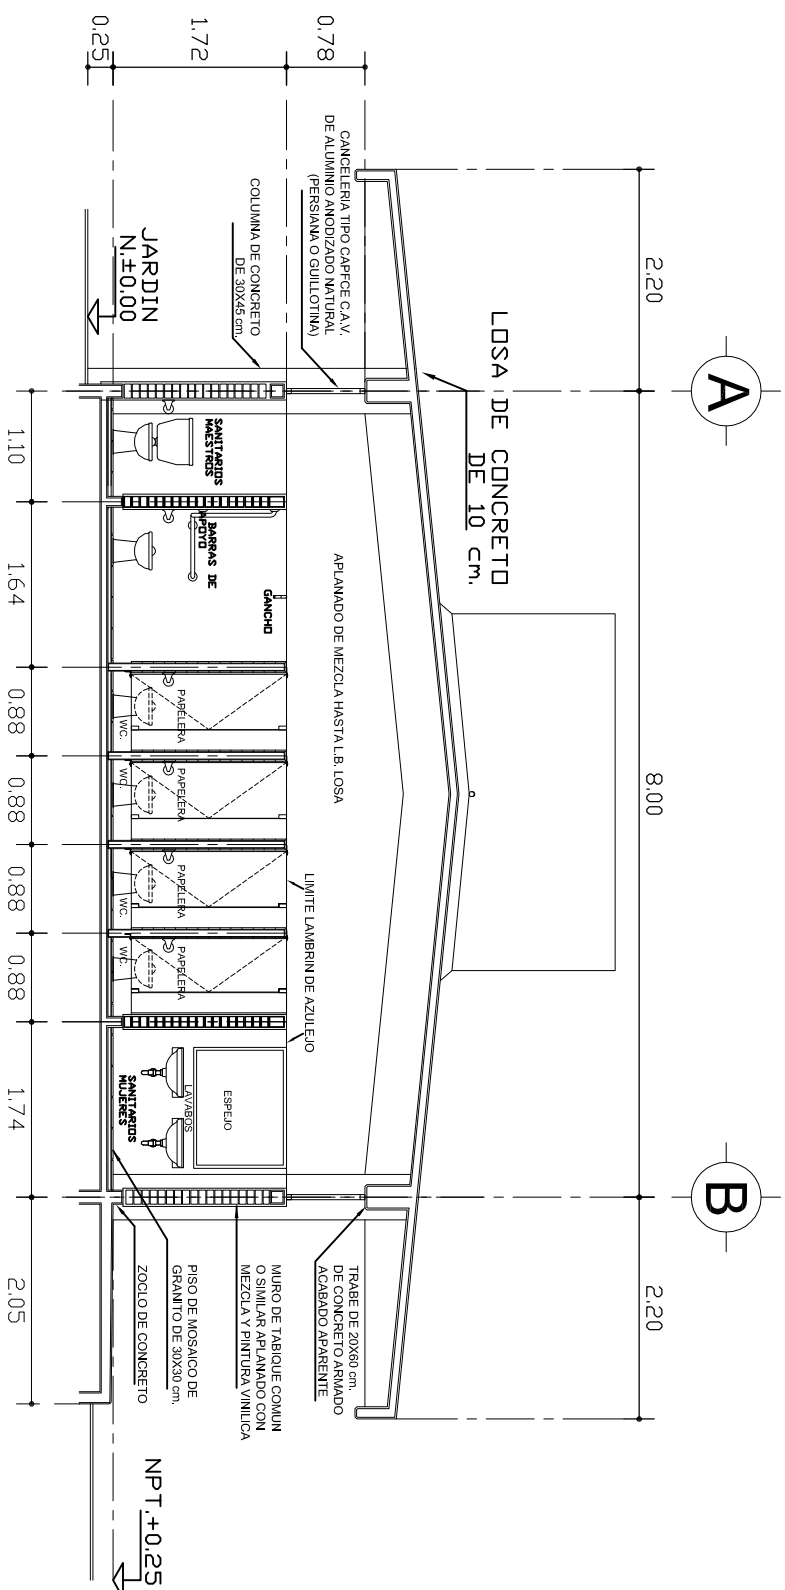 A
B
2.20
8.00
2.20
LOSA DE CONCRETO
DE 10 cm.
0.78
1.72
0.25
CANCELERIA TIPO CAPFCE C.A.V.
DE ALUMINIO ANODIZADO NATURAL
(PERSIANA O GUILLOTINA)
COLUMNA DE CONCRETO
DE 30X45 cm.
JARDIN
N.±0.00
APLANADO DE MEZCLA HASTA L.B. LOSA
LIMITE LAMBRIN DE AZULEJO
SANITARIOS
MAESTROS
BARRAS DE
APOYO
GANCHO
PAPELERA
WC.
PAPELERA
WC.
PAPELERA
WC.
PAPELERA
WC.
ESPEJO
LAVABOS
SANITARIOS
MUJERES
TRABE DE 20X60 cm.
DE CONCRETO ARMADO
ACABADO APARENTE
MURO DE TABIQUE COMUN
O SIMILAR APLANADO CON
MEZCLA Y PINTURA VINILICA
PISO DE MOSAICO DE
GRANITO DE 30X30 cm.
ZOCLO DE CONCRETO
NPT.+0.25
1.10
1.64
0.88
0.88
0.88
0.88
1.74
2.05